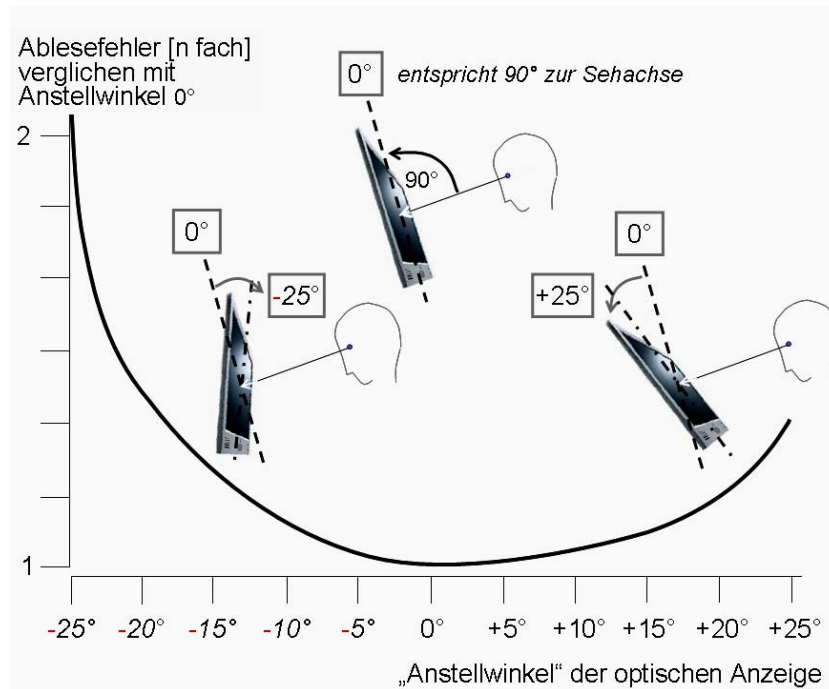 Ablesefehler [n fach]
verglichen mit
Anstellwinkel 0°
0° entspricht 90° zur Sehachse
2
90°
0°
-25°
0°
+25°
1
-25° -20° -15° -10° -5° 0° +5° +10° +15° +20° +25°
„Anstellwinkel“ der optischen Anzeige